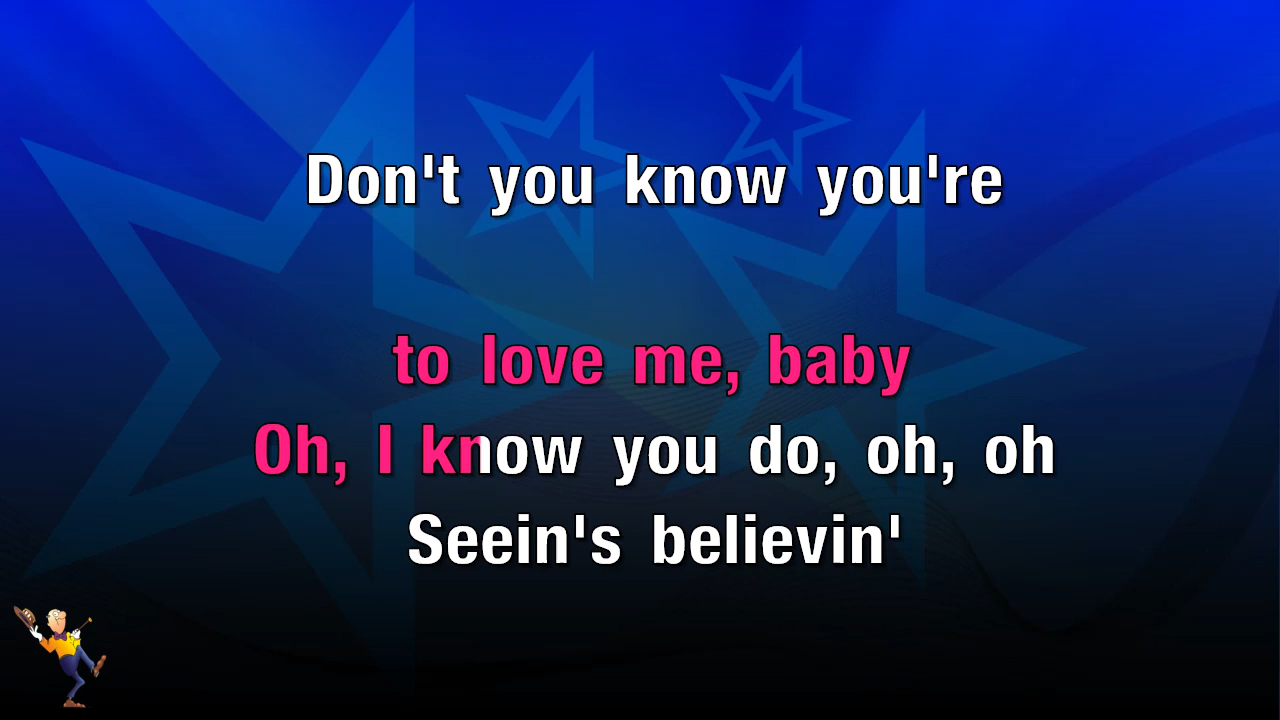 Don't you know you're
to love me, baby
Oh, I know you do, oh, oh
Seein's believin'